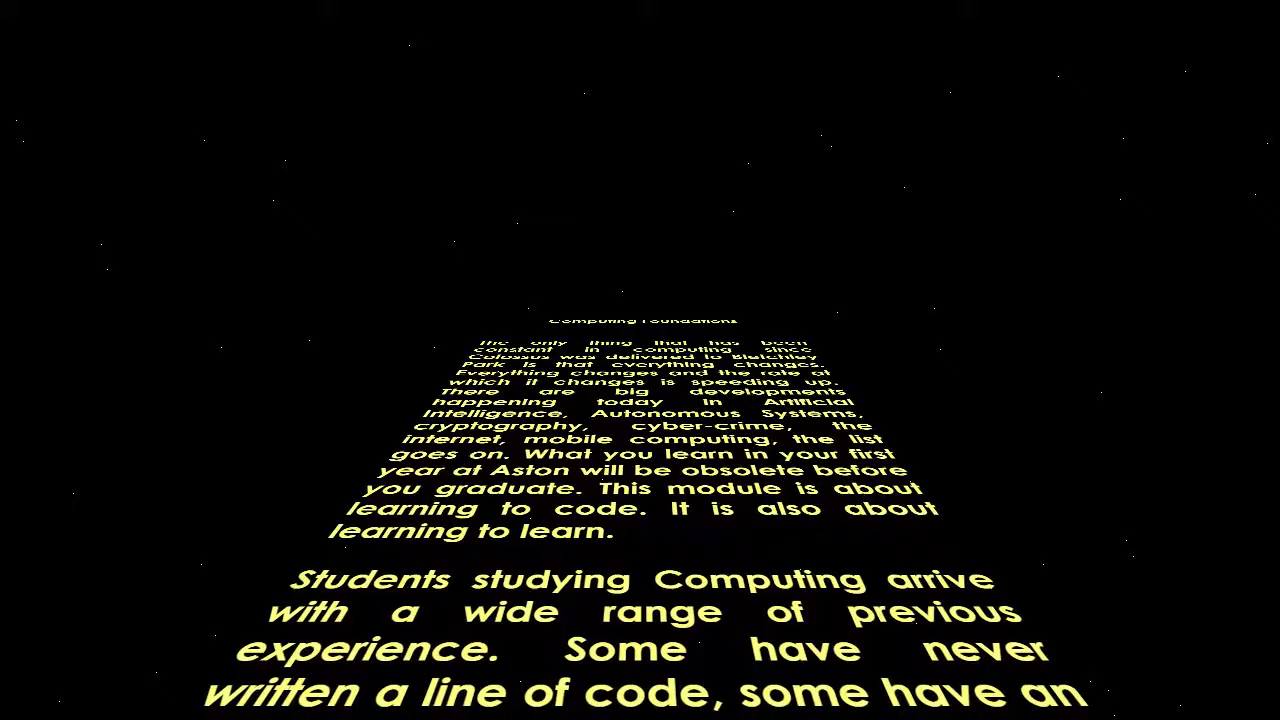 Computing Foundations
The only thing that has been
constant in computing since
Colossus was delivered to Bletchley
Park is that everything changes.
Everything changes and the rate at
which it changes is speeding up.
There are big developments
happening today in Artificial
Intelligence, Autonomous Systems,
cryptography, cyber-crime, the
internet, mobile computing, the list
goes on. What you learn in your first
year at Aston will be obsolete before
you graduate. This module is about
learning to code. It is also about
learning to learn.
Students studying Computing arrive
with a wide range of previous
experience. Some have never
written a line of code, some have an